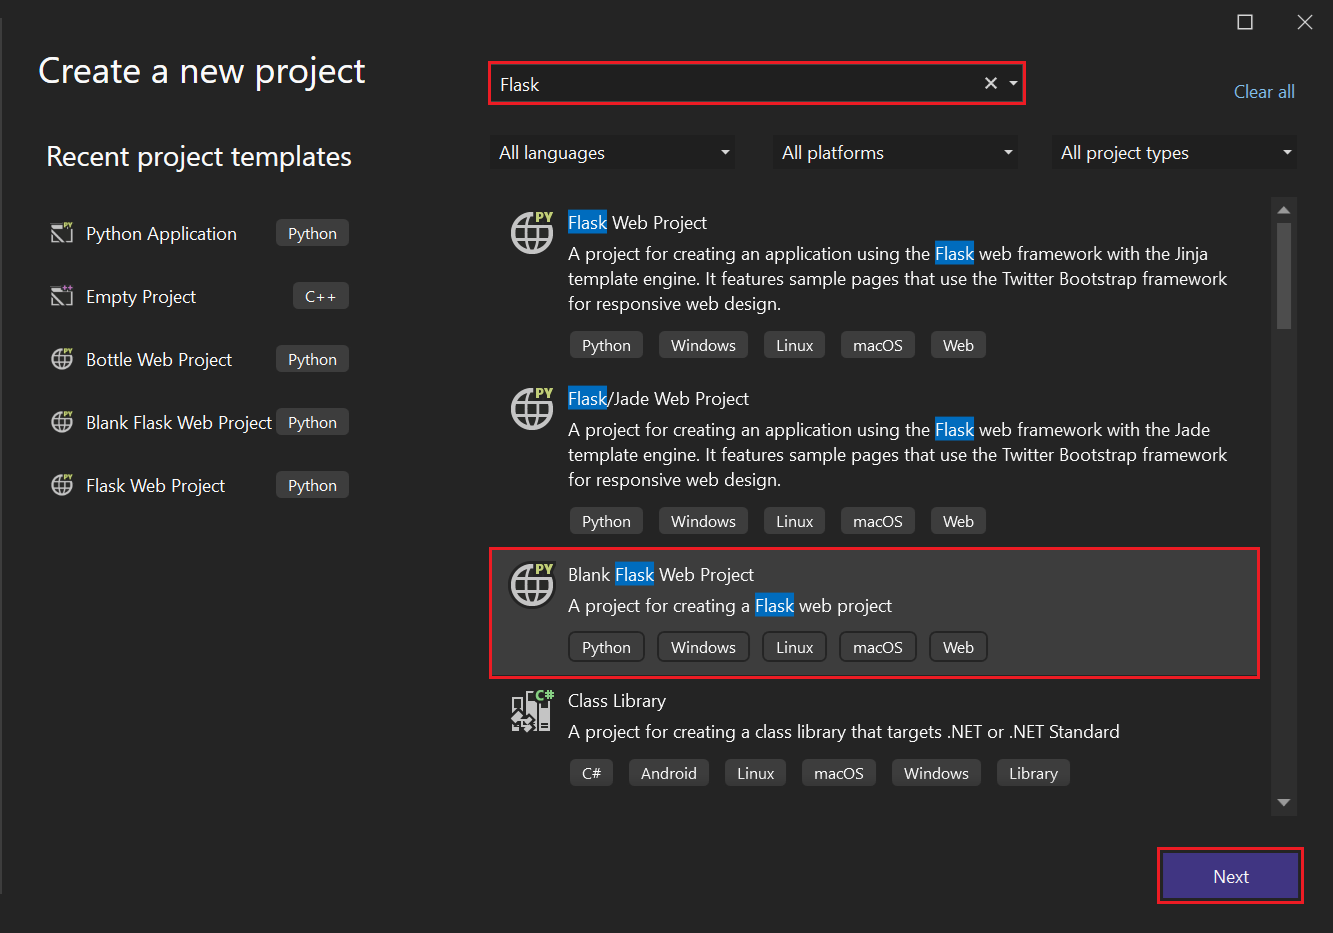 Create a new project
Flask
Clear all
All languages
All platforms
All project types
Recent project templates
Python Application Python
Empty Project C++
Bottle Web Project Python
Blank Flask Web Project Python
Flask Web Project Python
PY
Flask Web Project
A project for creating an application using the Flask web framework with the Jinja
template engine. It features sample pages that use the Twitter Bootstrap framework
for responsive web design.
Python Windows Linux macOS Web
PY
Flask/Jade Web Project
A project for creating an application using the Flask web framework with the Jade
template engine. It features sample pages that use the Twitter Bootstrap framework
for responsive web design.
Python Windows Linux macOS Web
PY
Blank Flask Web Project
A project for creating a Flask web project
Python Windows Linux macOS Web
C#
Class Library
A project for creating a class library that targets .NET or .NET Standard
C# Android Linux macOS Windows Library
Next